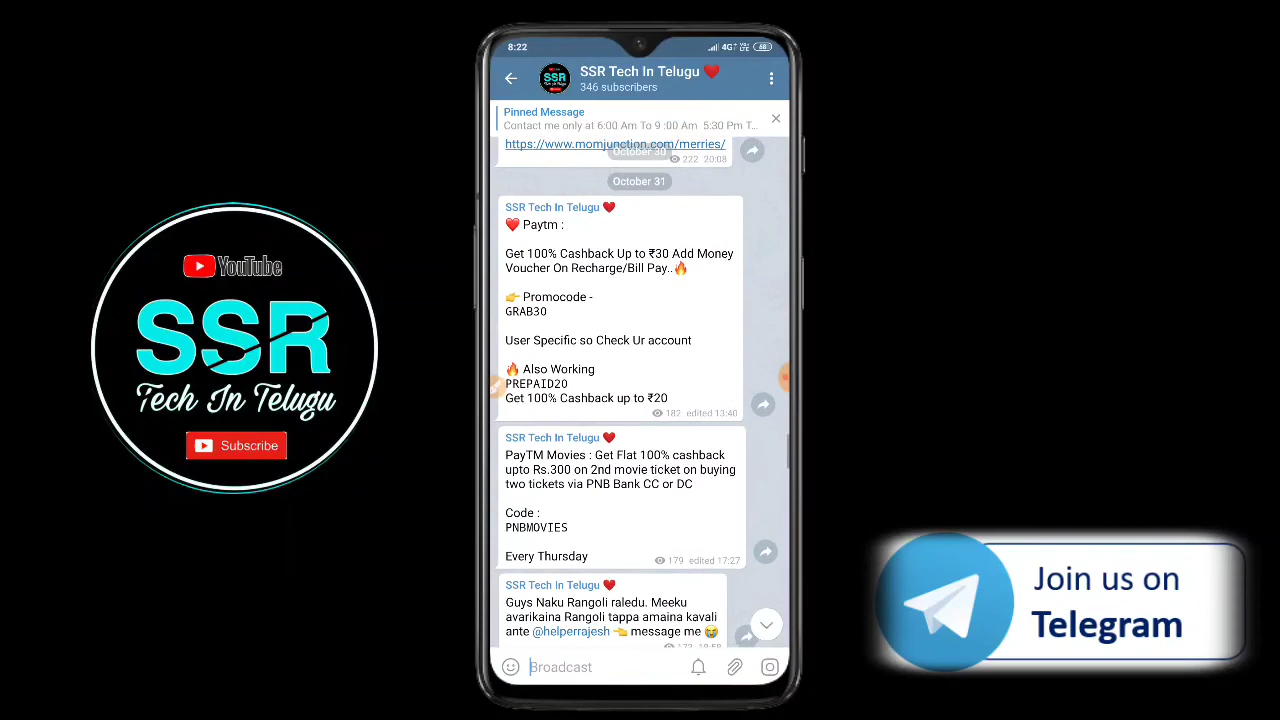 YouTube
SSR
Tech In Telugu
Subscribe
8:22
4G+
68
SSR
SSR Tech In Telugu ❤️
346 subscribers
Pinned Message
Contact me only at 6:00 Am To 9 :00 Am 5:30 Pm T...
https://www.momjunction.com/merries/
October 30
222 20:08
October 31
SSR Tech In Telugu ❤️
❤️ Paytm :
Get 100% Cashback Up to ₹30 Add Money
Voucher On Recharge/Bill Pay..🔥
👉 Promocode -
GRAB30
User Specific so Check Ur account
🔥 Also Working
PREPAID20
Get 100% Cashback up to ₹20
182 edited 13:40
SSR Tech In Telugu ❤️
PayTM Movies : Get Flat 100% cashback
upto Rs.300 on 2nd movie ticket on buying
two tickets via PNB Bank CC or DC
Code :
PNBMOVIES
Every Thursday
179 edited 17:27
SSR Tech In Telugu ❤️
Guys Naku Rangoli raledu. Meeku
avarikaina Rangoli tappa amaina kavali
ante @helperrajesh 👈 message me 😭
Broadcast
Join us on
Telegram